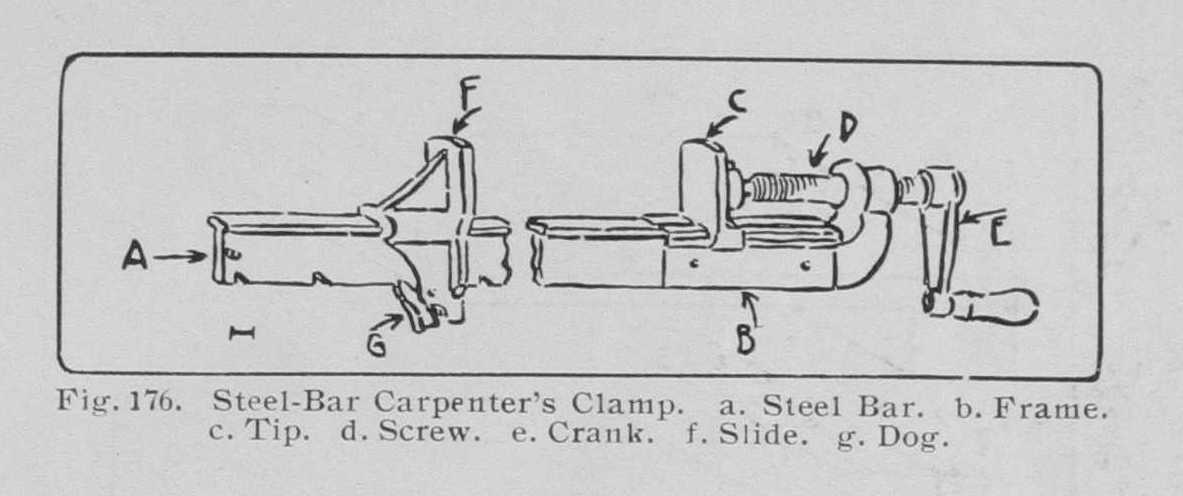 F
C
D
A
E
G
B
Fig. 176. Steel-Bar Carpenter's Clamp. a. Steel Bar. b. Frame.
c. Tip. d. Screw. e. Crank. f. Slide. g. Dog.